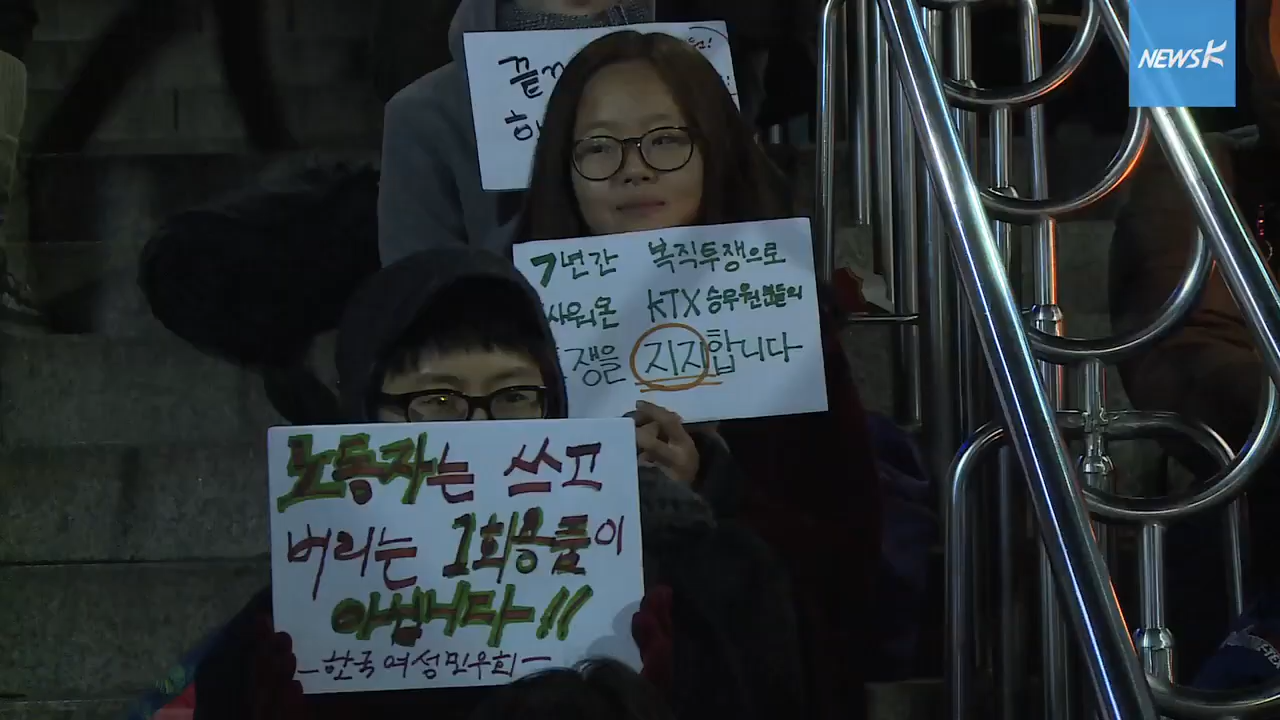 NEWSK
7년간 복직투쟁으로
싸워온 KTX 승무원분들의
쟁을 지지합니다
노동자는 쓰고
버리는 1회용품이
아닙니다!!
-한국여성민우회-